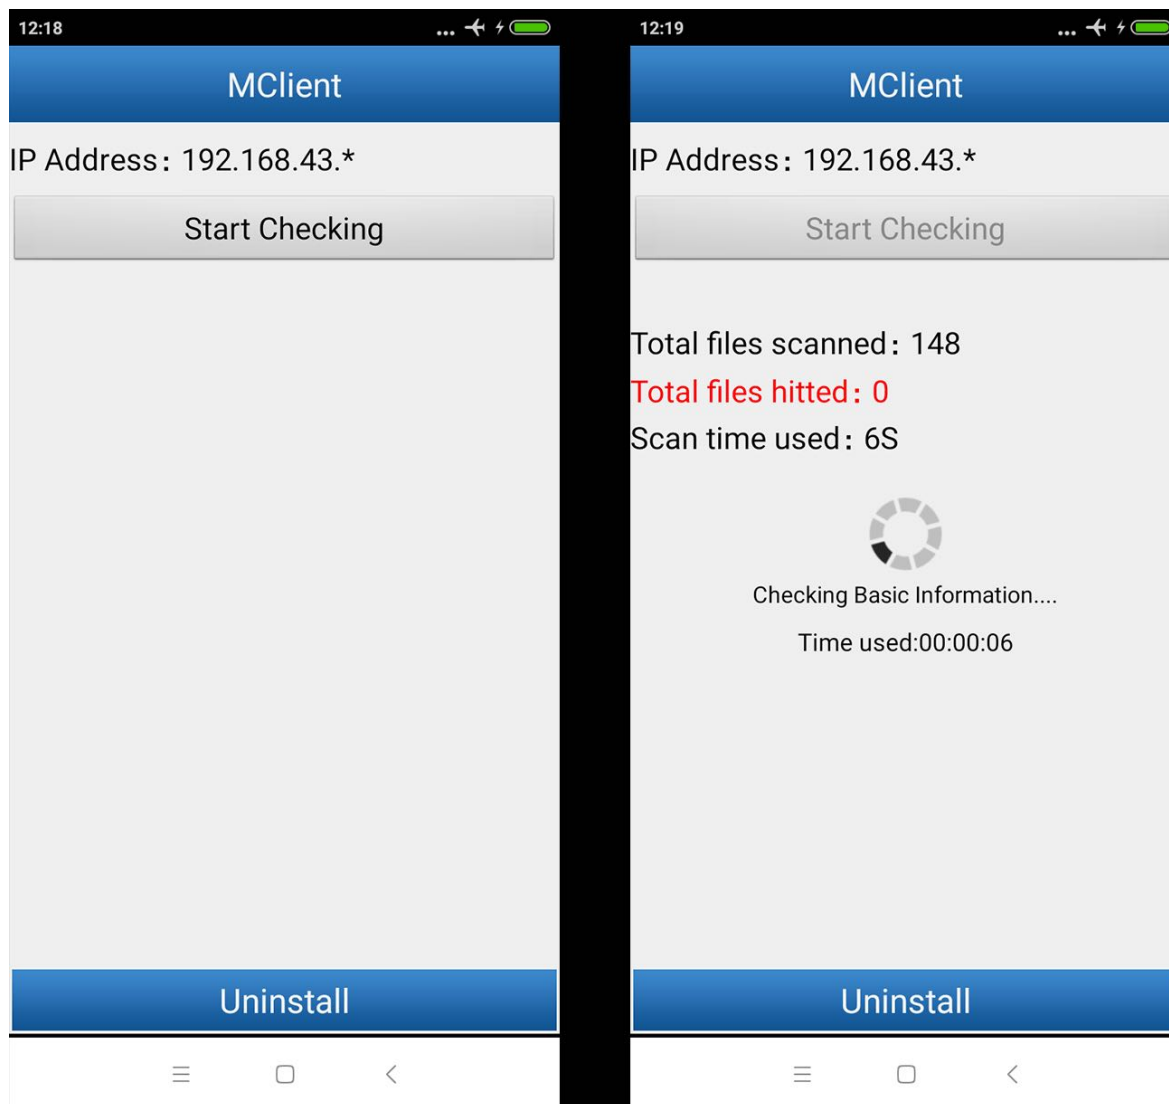 12:18
MClient
IP Address: 192.168.43.*
Start Checking
Uninstall
12:19
MClient
IP Address: 192.168.43.*
Start Checking
Total files scanned: 148
Total files hitted: 0
Scan time used: 6S
Checking Basic Information....
Time used:00:00:06
Uninstall